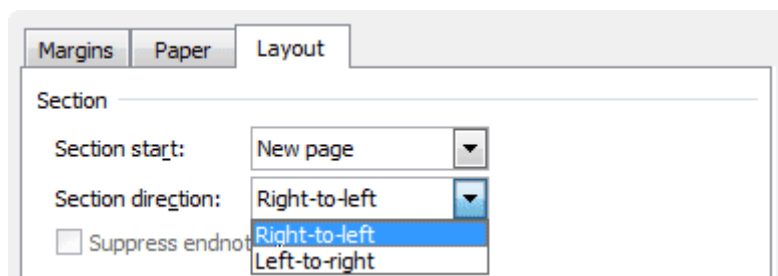 Margins Paper Layout
Section
Section start: New page
Section direction: Right-to-left
Suppress endnot Right-to-left
Left-to-right